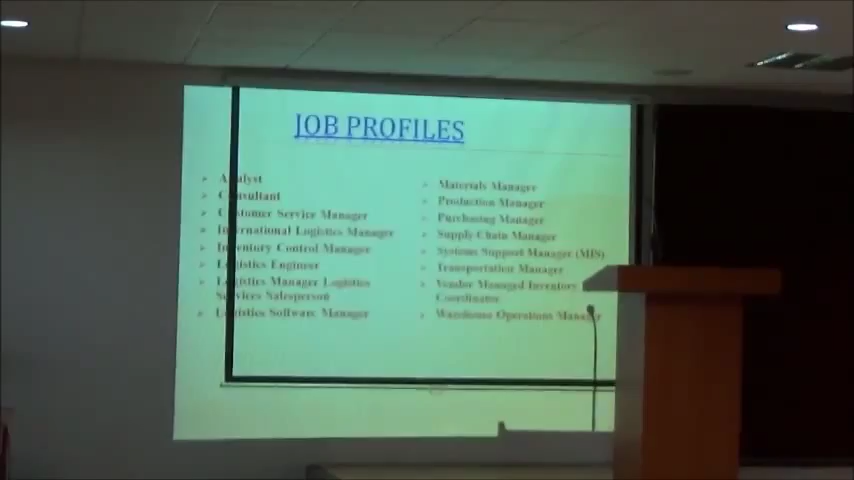 JOB PROFILES
Analyst
Consultant
Customer Service Manager
International Logistics Manager
Inventory Control Manager
Logistics Engineer
Logistics Manager Logistics
Services Salesperson
Logistics Software Manager
Materials Manager
Production Manager
Purchasing Manager
Supply Chain Manager
Systems Support Manager (MIS)
Transportation Manager
Vendor Managed Inventory
Coordinator
Warehouse Operations Manager